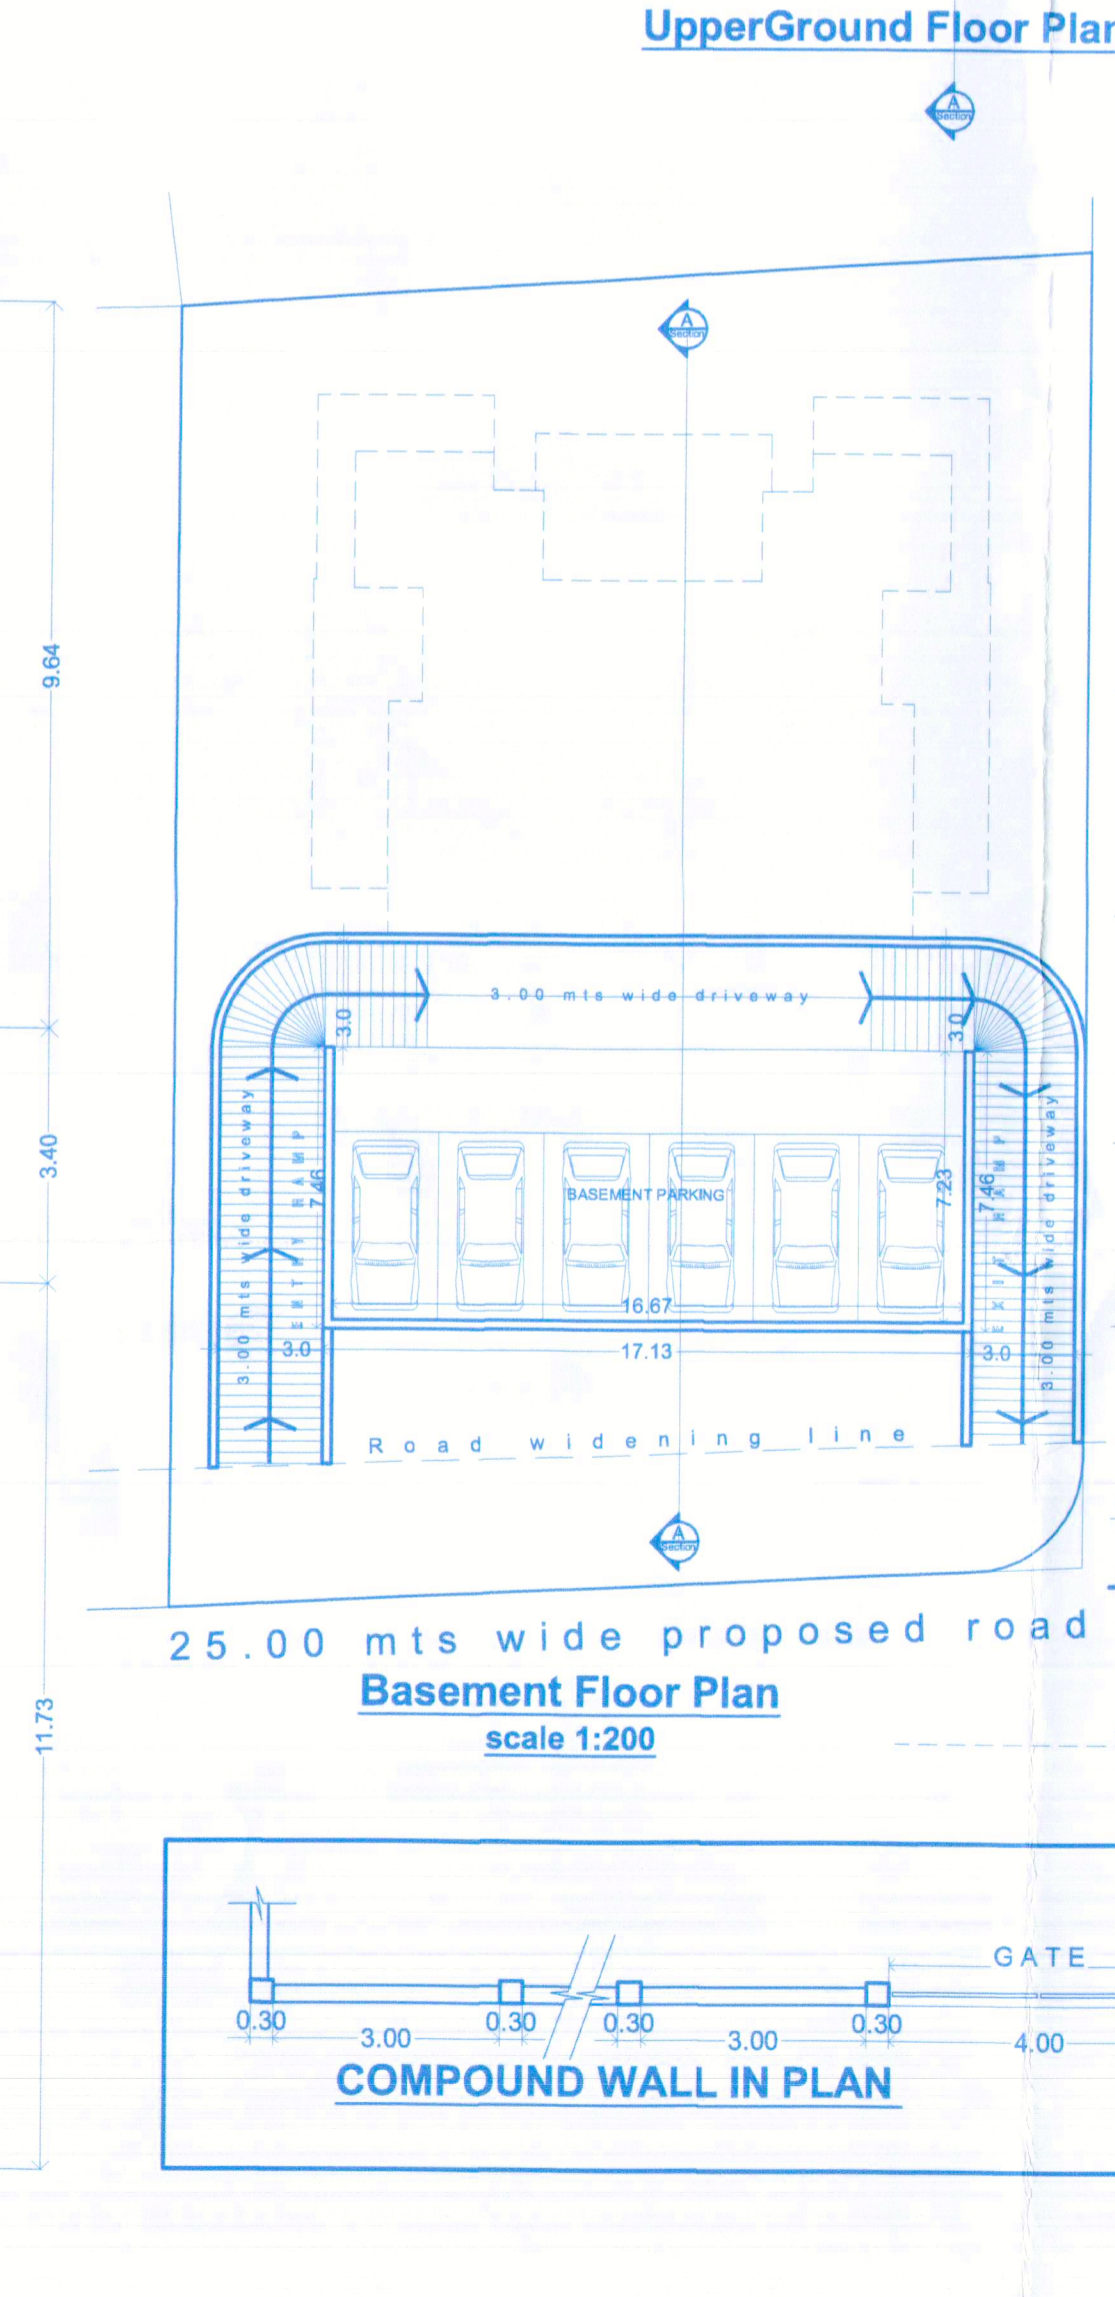 UpperGround Floor Plan
A
Section
A
Section
9.64
3.00 mts wide driveway
3.0
3.0
3.40
3.00 mts wide driveway
ENTRY RAMP
7.46
BASEMENT PARKING
7.23
7.46
EXIT RAMP
3.00 mts wide driveway
16.67
3.0
17.13
3.0
Road widening line
A
Section
25.00 mts wide proposed road
Basement Floor Plan
scale 1:200
11.73
GATE
0.30
3.00
0.30
0.30
3.00
0.30
4.00
COMPOUND WALL IN PLAN